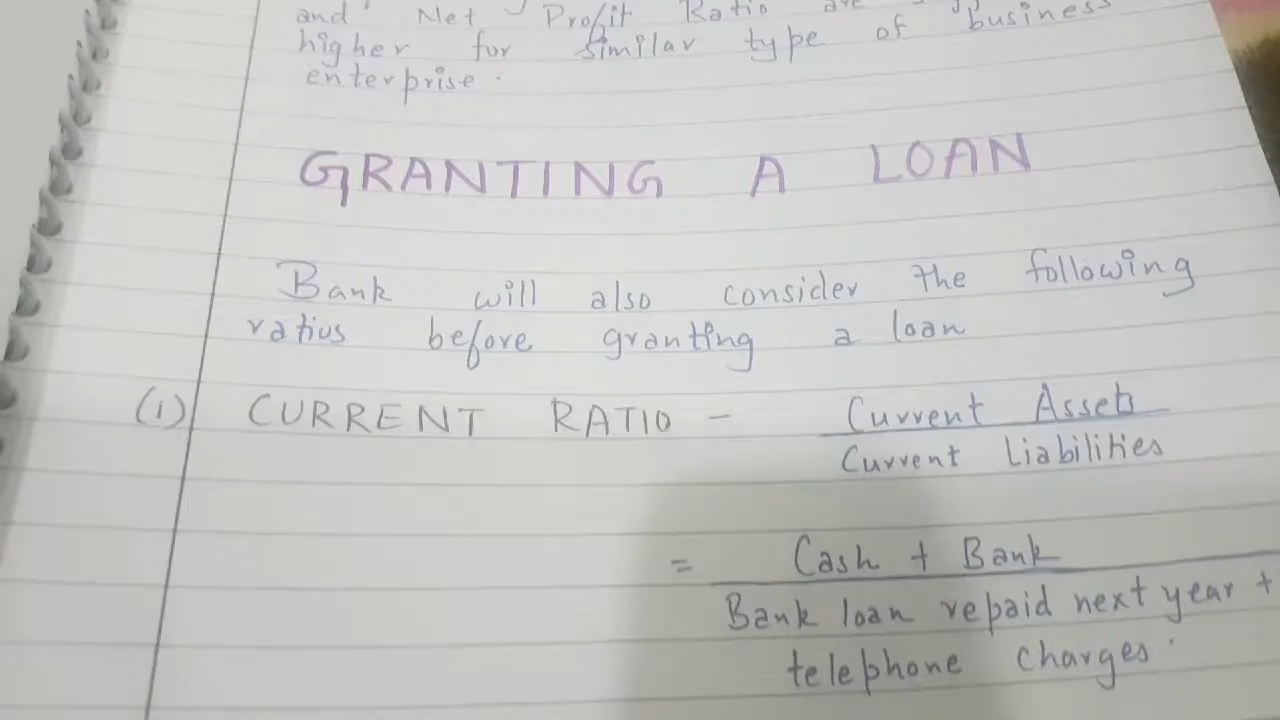 and Net Profit Ratio are
higher for similar type of business
enterprise.
GRANTING A LOAN
Bank will also consider the following
ratios before granting a loan
(1) CURRENT RATIO - Current Assets
Current Liabilities
= Cash + Bank
Bank loan repaid next year +
telephone charges.